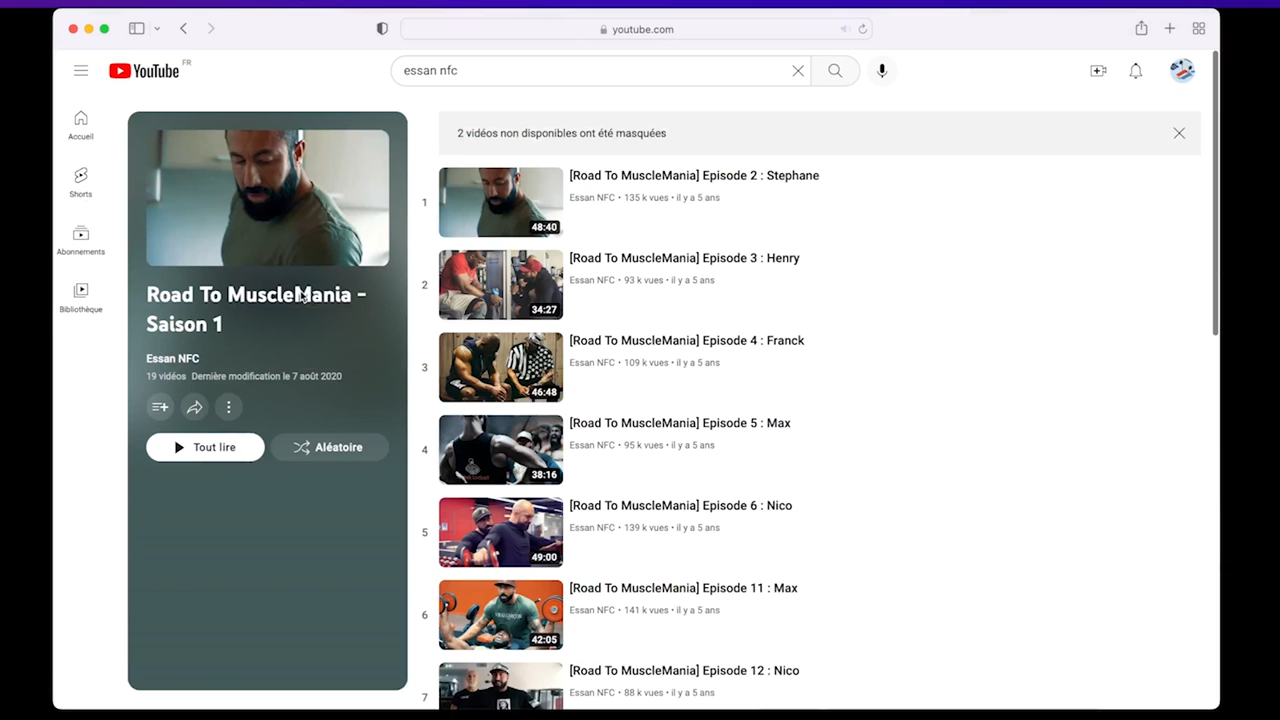 youtube.com
YouTube FR
essan nfc
Accueil
Shorts
Abonnements
Bibliothèque
Road To MuscleMania -
Saison 1
Essan NFC
19 vidéos Dernière modification le 7 août 2020
Tout lire
Aléatoire
2 vidéos non disponibles ont été masquées
1
48:40
[Road To MuscleMania] Episode 2 : Stephane
Essan NFC • 135 k vues • il y a 5 ans
2
34:27
[Road To MuscleMania] Episode 3 : Henry
Essan NFC • 93 k vues • il y a 5 ans
3
46:48
[Road To MuscleMania] Episode 4 : Franck
Essan NFC • 109 k vues • il y a 5 ans
4
38:16
[Road To MuscleMania] Episode 5 : Max
Essan NFC • 95 k vues • il y a 5 ans
5
49:00
[Road To MuscleMania] Episode 6 : Nico
Essan NFC • 139 k vues • il y a 5 ans
6
42:05
[Road To MuscleMania] Episode 11 : Max
Essan NFC • 141 k vues • il y a 5 ans
7
[Road To MuscleMania] Episode 12 : Nico
Essan NFC • 88 k vues • il y a 5 ans